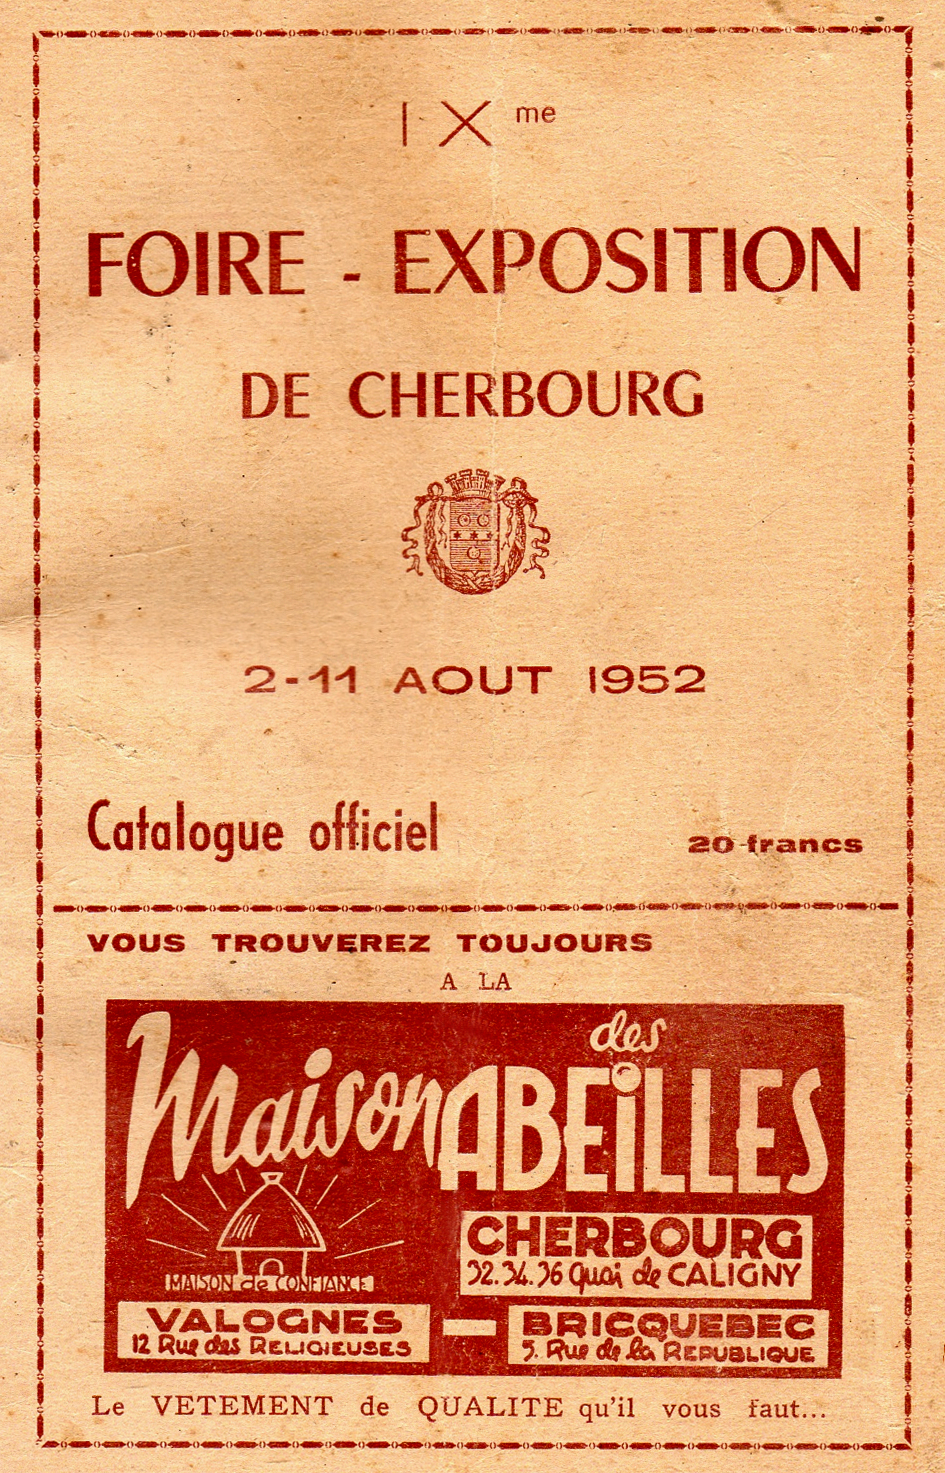 IXme
FOIRE - EXPOSITION
DE CHERBOURG
2-11 AOUT 1952
Catalogue officiel
20 francs
VOUS TROUVEREZ TOUJOURS
A LA
Maison des ABEILLES
MAISON de CONFIANCE
CHERBOURG
32.34.36 Quai de CALIGNY
VALOGNES
12 Rue des RELIGIEUSES
BRICQUEBEC
5. Rue de la REPUBLIQUE
Le VETEMENT de QUALITE qu'il vous faut...